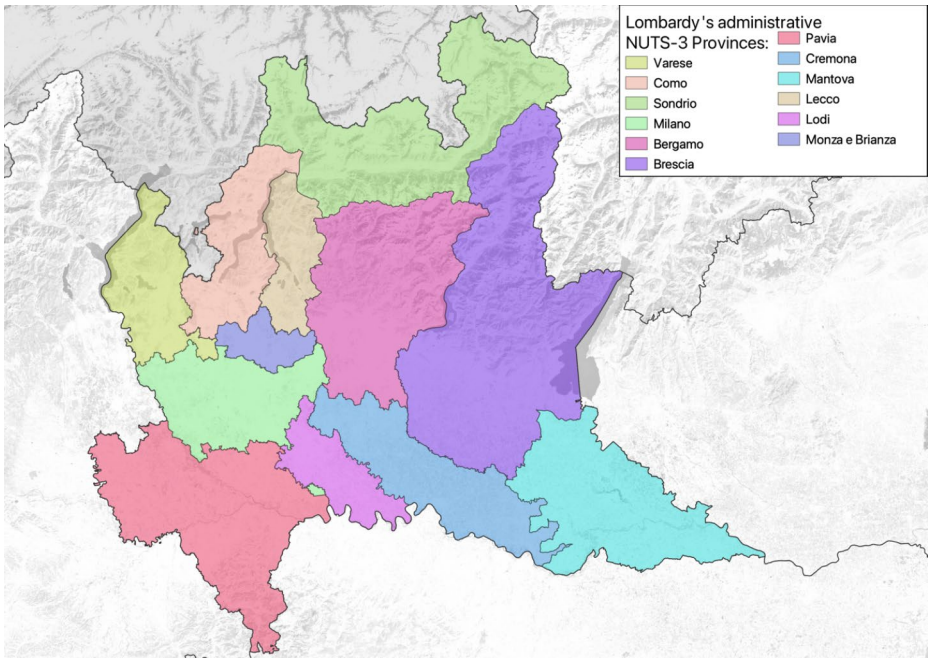 Lombardy's administrative
NUTS-3 Provinces:
Varese
Como
Sondrio
Milano
Bergamo
Brescia
Pavia
Cremona
Mantova
Lecco
Lodi
Monza e Brianza